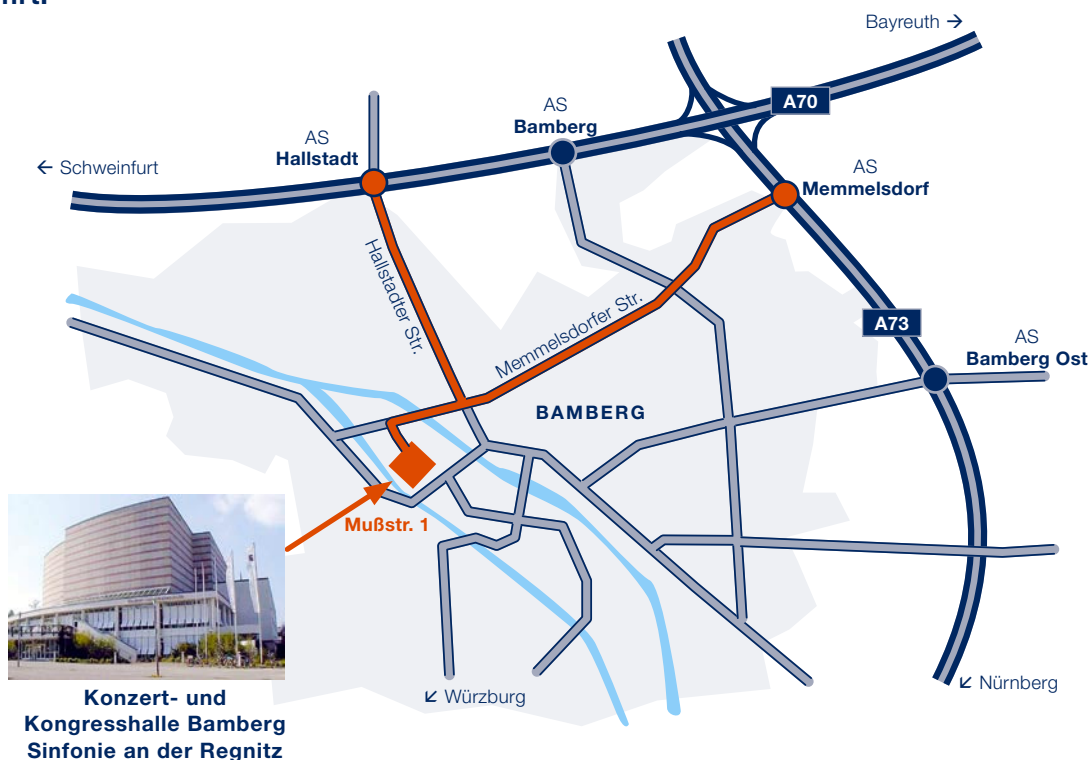 Bayreuth →
A70
AS
Bamberg
AS
Hallstadt
← Schweinfurt
AS
Memmelsdorf
Hallstadter Str.
Memmelsdorfer Str.
A73
AS
Bamberg Ost
BAMBERG
Mußstr. 1
↙ Würzburg
↙ Nürnberg
Konzert- und
Kongresshalle Bamberg
Sinfonie an der Regnitz